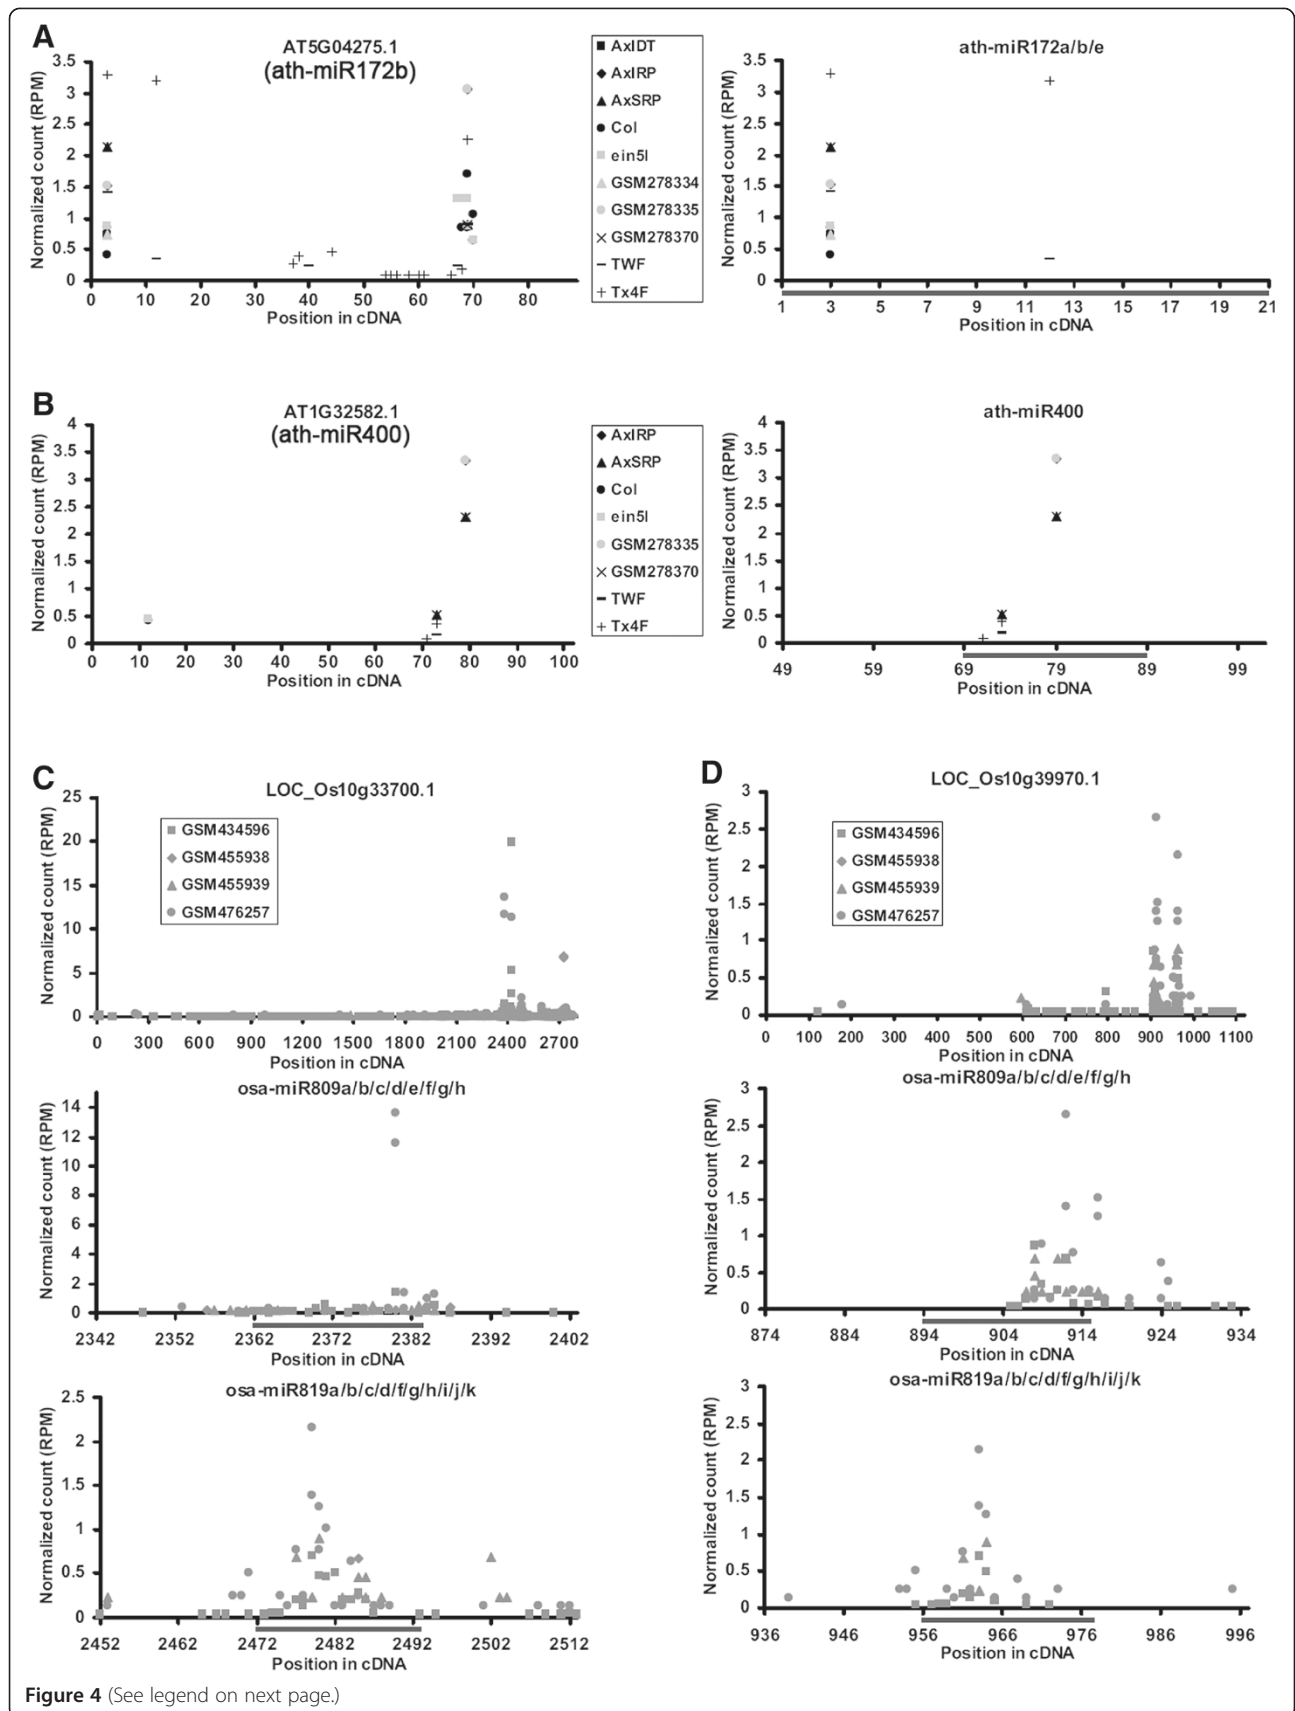 A
AT5G04275.1
(ath-miR172b)
Normalized count (RPM)
3.5
3
2.5
2
1.5
1
0.5
0
0 10 20 30 40 50 60 70 80
Position in cDNA
AxIDT
AxIRP
AxSRP
Col
ein5l
GSM278334
GSM278335
GSM278370
TWF
Tx4F
ath-miR172a/b/e
Normalized count (RPM)
3.5
3
2.5
2
1.5
1
0.5
0
1 3 5 7 9 11 13 15 17 19 21
Position in cDNA
B
AT1G32582.1
(ath-miR400)
Normalized count (RPM)
4
3.5
3
2.5
2
1.5
1
0.5
0
0 10 20 30 40 50 60 70 80 90 100
Position in cDNA
AxIRP
AxSRP
Col
ein5l
GSM278335
GSM278370
TWF
Tx4F
ath-miR400
Normalized count (RPM)
4
3.5
3
2.5
2
1.5
1
0.5
0
49 59 69 79 89 99
Position in cDNA
C
LOC_Os10g33700.1
Normalized count (RPM)
25
20
15
10
5
0
GSM434596
GSM455938
GSM455939
GSM476257
0 300 600 900 1200 1500 1800 2100 2400 2700
Position in cDNA
osa-miR809a/b/c/d/e/f/g/h
Normalized count (RPM)
14
12
10
8
6
4
2
0
2342 2352 2362 2372 2382 2392 2402
Position in cDNA
osa-miR819a/b/c/d/f/g/h/i/j/k
Normalized count (RPM)
2.5
2
1.5
1
0.5
0
2452 2462 2472 2482 2492 2502 2512
Position in cDNA
D
LOC_Os10g39970.1
Normalized count (RPM)
3
2.5
2
1.5
1
0.5
0
GSM434596
GSM455938
GSM455939
GSM476257
0 100 200 300 400 500 600 700 800 900 1000 1100
Position in cDNA
osa-miR809a/b/c/d/e/f/g/h
Normalized count (RPM)
3
2.5
2
1.5
1
0.5
0
874 884 894 904 914 924 934
Position in cDNA
osa-miR819a/b/c/d/f/g/h/i/j/k
Normalized count (RPM)
3
2.5
2
1.5
1
0.5
0
936 946 956 966 976 986 996
Position in cDNA
Figure 4 (See legend on next page.)